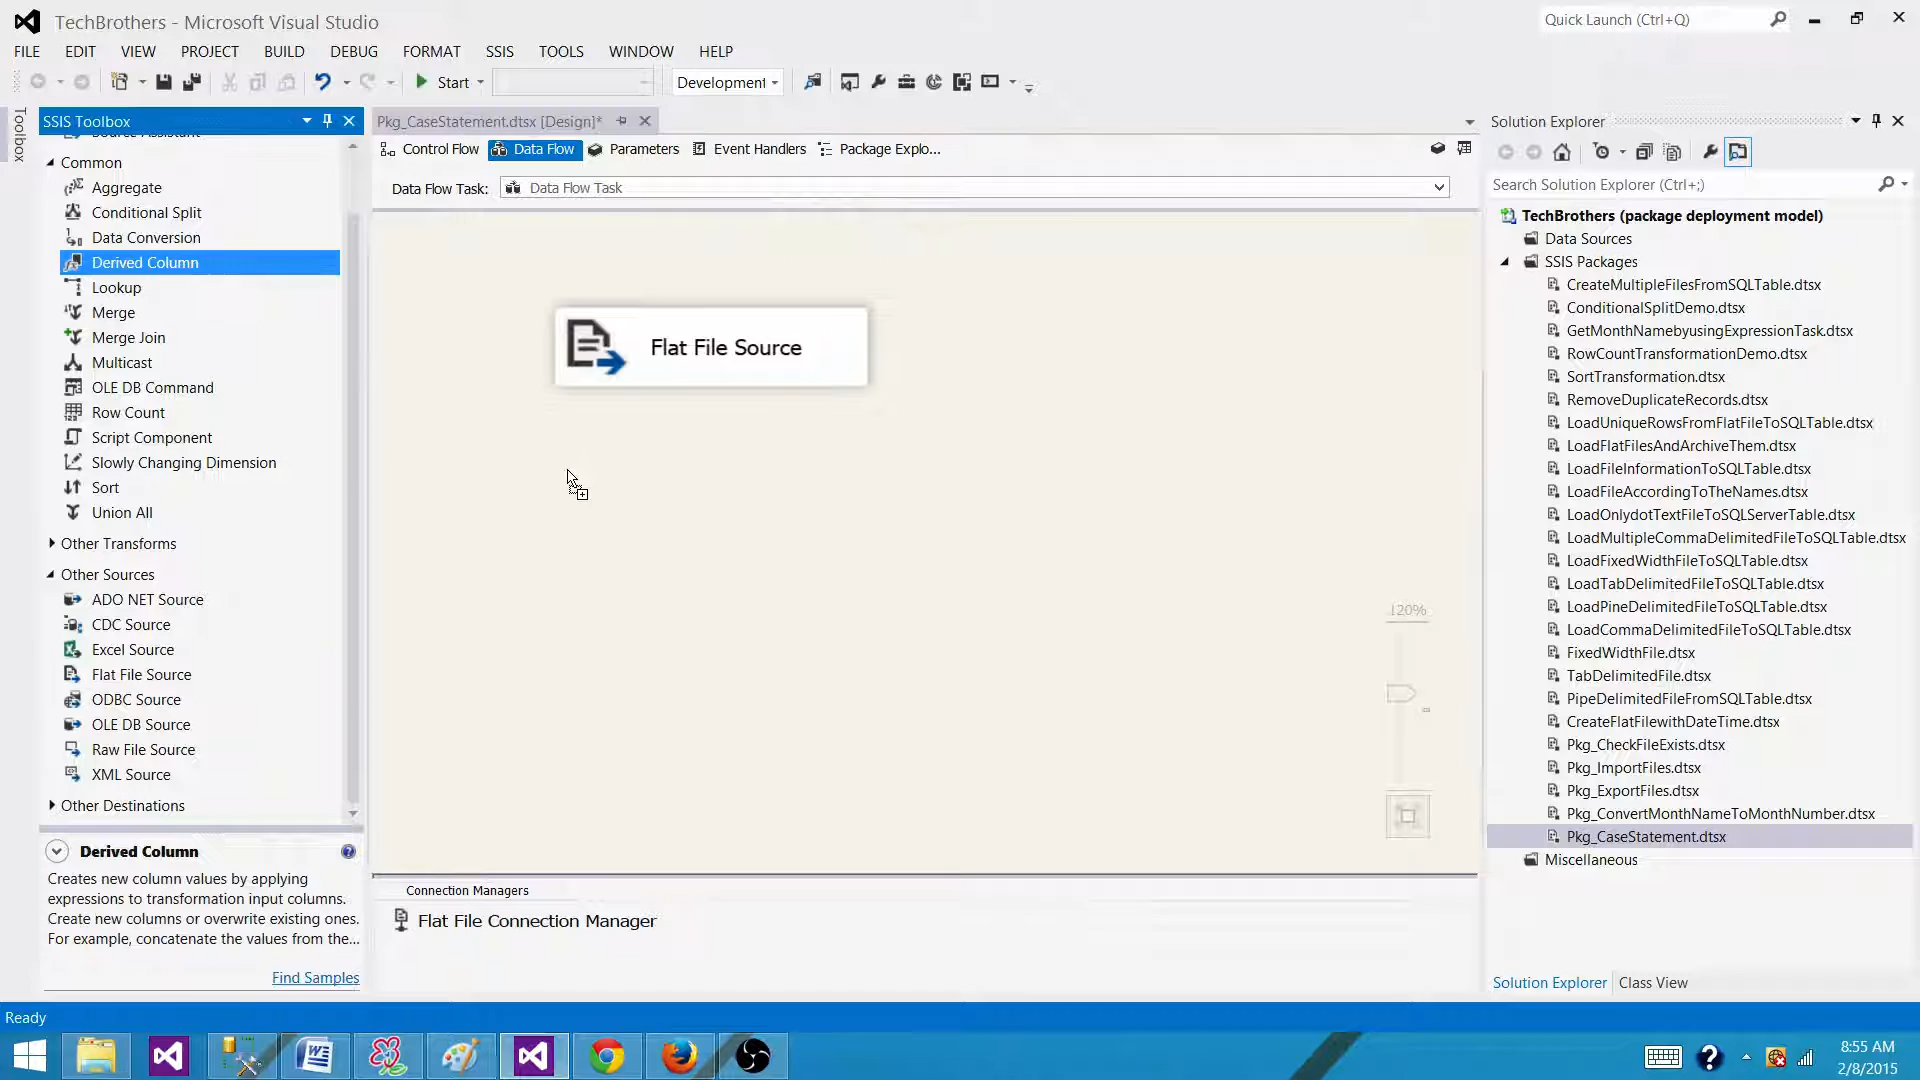 TechBrothers - Microsoft Visual Studio
Quick Launch (Ctrl+Q)
FILE EDIT VIEW PROJECT BUILD DEBUG FORMAT SSIS TOOLS WINDOW HELP
Start Development
Toolbox
SSIS Toolbox
Source Assistant
Common
Aggregate
Conditional Split
Data Conversion
Derived Column
Lookup
Merge
Merge Join
Multicast
OLE DB Command
Row Count
Script Component
Slowly Changing Dimension
Sort
Union All
Other Transforms
Other Sources
ADO NET Source
CDC Source
Excel Source
Flat File Source
ODBC Source
OLE DB Source
Raw File Source
XML Source
Other Destinations
Derived Column
Creates new column values by applying
expressions to transformation input columns.
Create new columns or overwrite existing ones.
For example, concatenate the values from the...
Find Samples
Pkg_CaseStatement.dtsx [Design]*
Control Flow Data Flow Parameters Event Handlers Package Explo...
Data Flow Task: Data Flow Task
Flat File Source
120%
Connection Managers
Flat File Connection Manager
Solution Explorer
Search Solution Explorer (Ctrl+;)
TechBrothers (package deployment model)
Data Sources
SSIS Packages
CreateMultipleFilesFromSQLTable.dtsx
ConditionalSplitDemo.dtsx
GetMonthNamebyusingExpressionTask.dtsx
RowCountTransformationDemo.dtsx
SortTransformation.dtsx
RemoveDuplicateRecords.dtsx
LoadUniqueRowsFromFlatFileToSQLTable.dtsx
LoadFlatFilesAndArchiveThem.dtsx
LoadFileInformationToSQLTable.dtsx
LoadFileAccordingToTheNames.dtsx
LoadOnlydotTextFileToSQLServerTable.dtsx
LoadMultipleCommaDelimitedFileToSQLTable.dtsx
LoadFixedWidthFileToSQLTable.dtsx
LoadTabDelimitedFileToSQLTable.dtsx
LoadPineDelimitedFileToSQLTable.dtsx
LoadCommaDelimitedFileToSQLTable.dtsx
FixedWidthFile.dtsx
TabDelimitedFile.dtsx
PipeDelimitedFileFromSQLTable.dtsx
CreateFlatFilewithDateTime.dtsx
Pkg_CheckFileExists.dtsx
Pkg_ImportFiles.dtsx
Pkg_ExportFiles.dtsx
Pkg_ConvertMonthNameToMonthNumber.dtsx
Pkg_CaseStatement.dtsx
Miscellaneous
Solution Explorer Class View
Ready
8:55 AM
2/8/2015